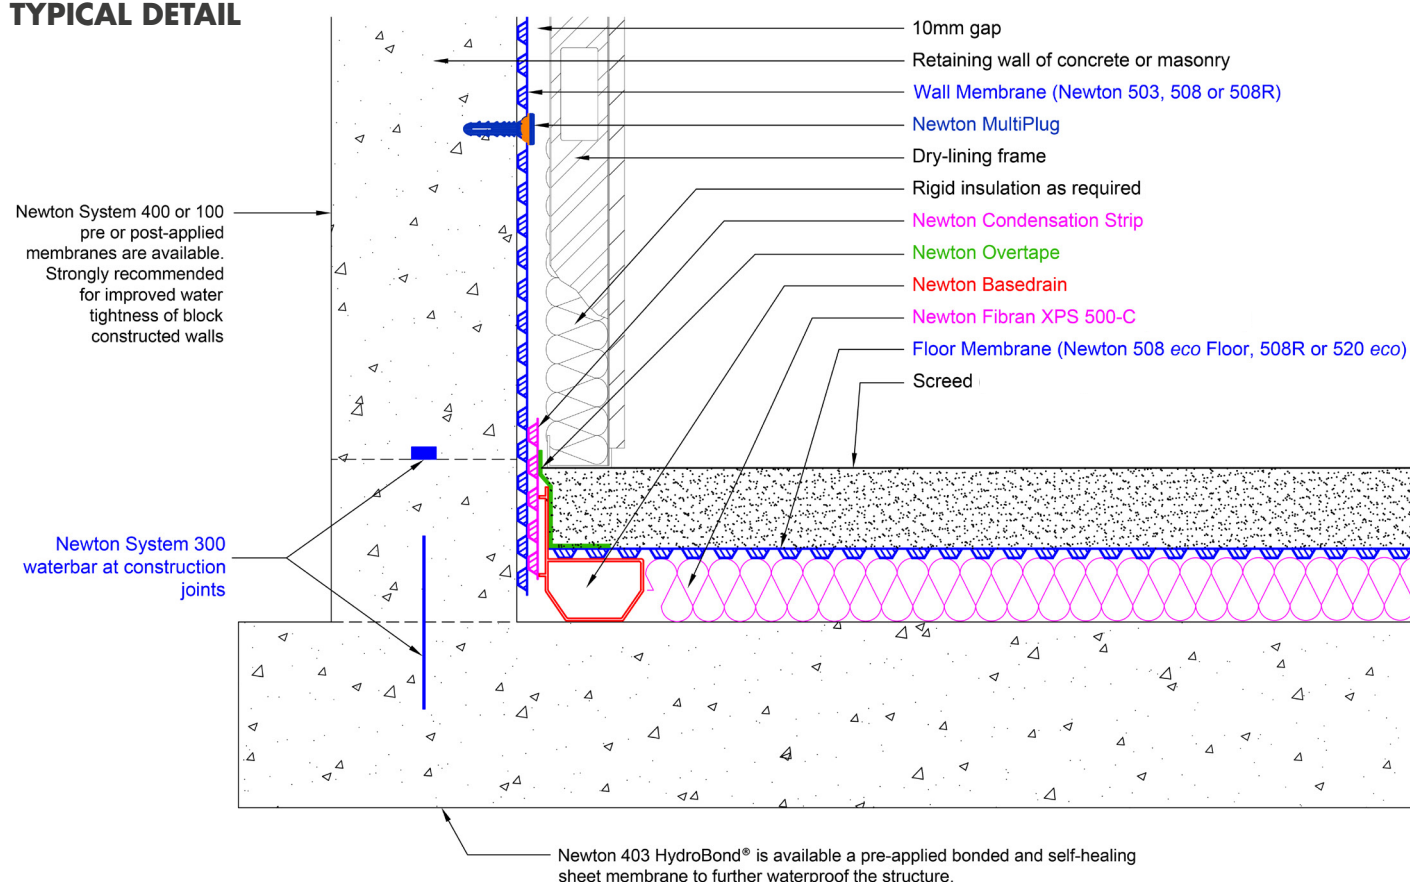 TYPICAL DETAIL
10mm gap
Retaining wall of concrete or masonry
Wall Membrane (Newton 503, 508 or 508R)
Newton MultiPlug
Dry-lining frame
Rigid insulation as required
Newton Condensation Strip
Newton Overtape
Newton Basedrain
Newton Fibran XPS 500-C
Floor Membrane (Newton 508 eco Floor, 508R or 520 eco)
Screed
Newton System 400 or 100
pre or post-applied
membranes are available.
Strongly recommended
for improved water
tightness of block
constructed walls
Newton System 300
waterbar at construction
joints
Newton 403 HydroBond® is available a pre-applied bonded and self-healing
sheet membrane to further waterproof the structure.